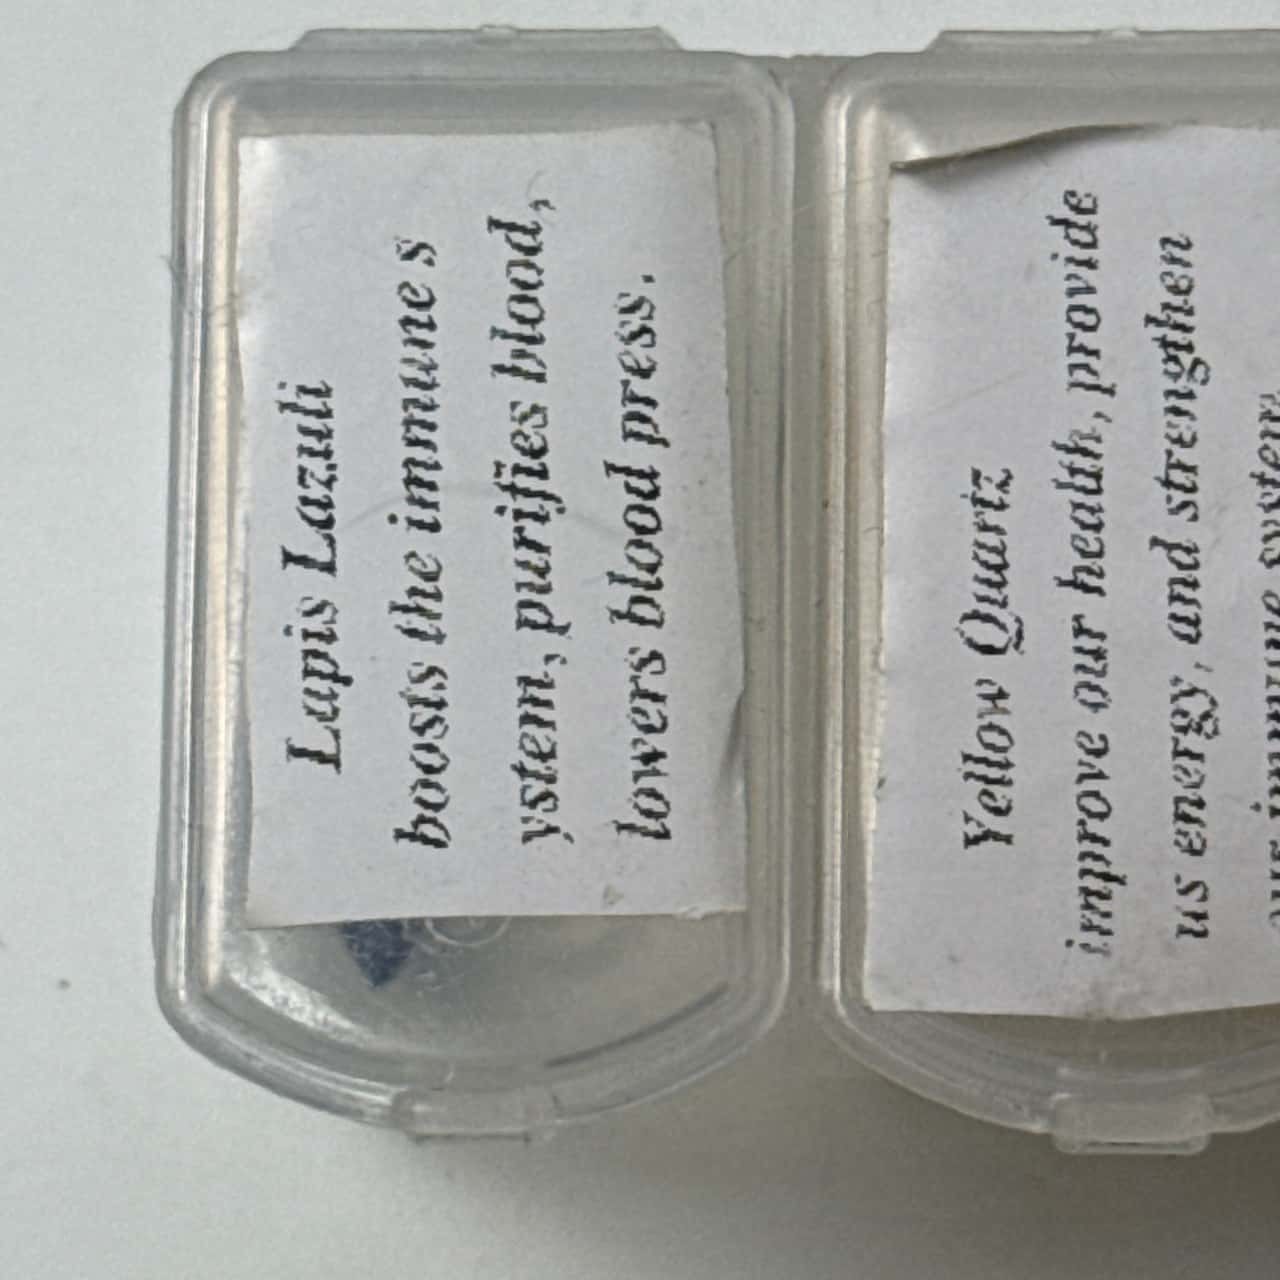 Lapis Lazuli
boosts the immune s
ystem, purifies blood,
lowers blood press.
Yellow Quartz
improve our health, provide
us energy, and strengthen
system